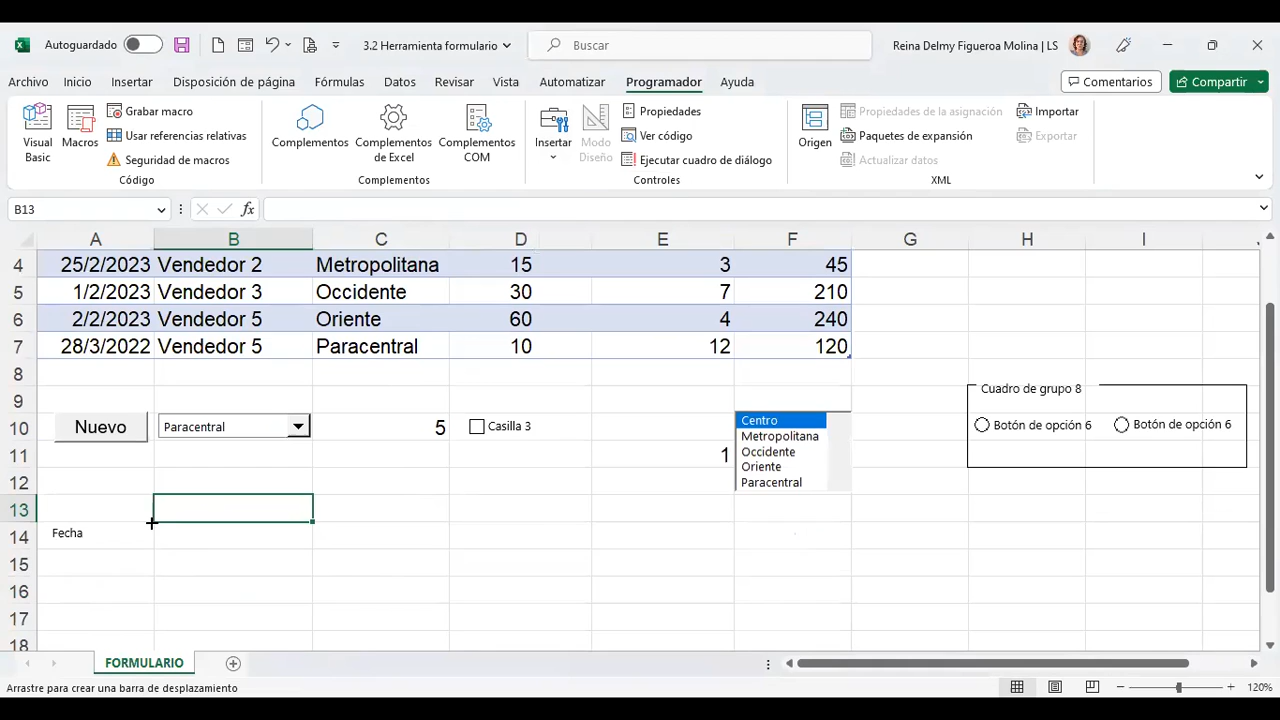 Autoguardado
3.2 Herramienta formulario
Buscar
Reina Delmy Figueroa Molina | LS
Archivo Inicio Insertar Disposición de página Fórmulas Datos Revisar Vista Automatizar Programador Ayuda
Comentarios Compartir
Visual Basic
Macros
Grabar macro
Usar referencias relativas
Seguridad de macros
Código
Complementos
Complementos de Excel
Complementos COM
Complementos
Insertar
Modo Diseño
Propiedades
Ver código
Ejecutar cuadro de diálogo
Controles
Origen
Propiedades de la asignación
Paquetes de expansión
Actualizar datos
Importar
Exportar
XML
B13 fx
A B C D E F G H I
4 25/2/2023 Vendedor 2 Metropolitana 15 3 45
5 1/2/2023 Vendedor 3 Occidente 30 7 210
6 2/2/2023 Vendedor 5 Oriente 60 4 240
7 28/3/2022 Vendedor 5 Paracentral 10 12 120
8
9 Cuadro de grupo 8
10 Nuevo Paracentral 5 Casilla 3 Centro Botón de opción 6 Botón de opción 6
Metropolitana
11 1 Occidente
Oriente
12 Paracentral
13
14 Fecha
15
16
17
18
FORMULARIO
Arrastre para crear una barra de desplazamiento
120%